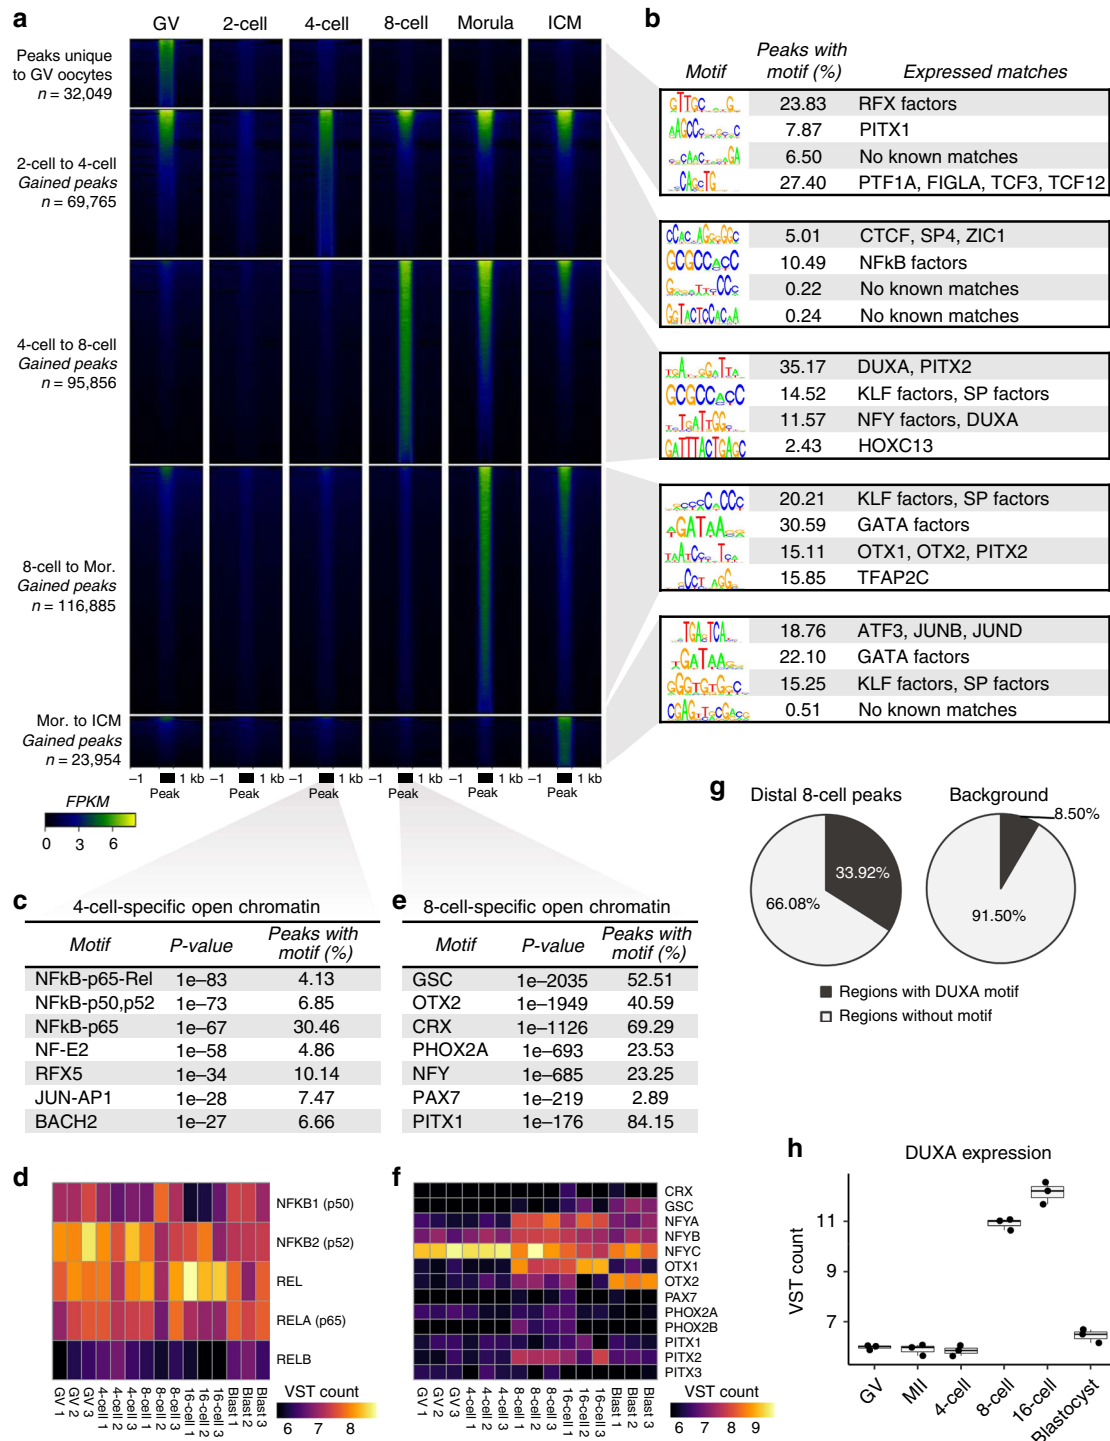 a
GV 2-cell 4-cell 8-cell Morula ICM
Peaks unique
to GV oocytes
n = 32,049
2-cell to 4-cell
Gained peaks
n = 69,765
4-cell to 8-cell
Gained peaks
n = 95,856
8-cell to Mor.
Gained peaks
n = 116,885
Mor. to ICM
Gained peaks
n = 23,954
−1 1 kb −1 1 kb −1 1 kb −1 1 kb −1 1 kb −1 1 kb
Peak Peak Peak Peak Peak Peak
FPKM
0 3 6
b
Motif Peaks with motif (%) Expressed matches
23.83 RFX factors
7.87 PITX1
6.50 No known matches
27.40 PTF1A, FIGLA, TCF3, TCF12
5.01 CTCF, SP4, ZIC1
10.49 NFkB factors
0.22 No known matches
0.24 No known matches
35.17 DUXA, PITX2
14.52 KLF factors, SP factors
11.57 NFY factors, DUXA
2.43 HOXC13
20.21 KLF factors, SP factors
30.59 GATA factors
15.11 OTX1, OTX2, PITX2
15.85 TFAP2C
18.76 ATF3, JUNB, JUND
22.10 GATA factors
15.25 KLF factors, SP factors
0.51 No known matches
c
4-cell-specific open chromatin
Motif P-value Peaks with motif (%)
NFkB-p65-Rel 1e–83 4.13
NFkB-p50,p52 1e–73 6.85
NFkB-p65 1e–67 30.46
NF-E2 1e–58 4.86
RFX5 1e–34 10.14
JUN-AP1 1e–28 7.47
BACH2 1e–27 6.66
e
8-cell-specific open chromatin
Motif P-value Peaks with motif (%)
GSC 1e–2035 52.51
OTX2 1e–1949 40.59
CRX 1e–1126 69.29
PHOX2A 1e–693 23.53
NFY 1e–685 23.25
PAX7 1e–219 2.89
PITX1 1e–176 84.15
g
Distal 8-cell peaks Background
33.92%
66.08%
8.50%
91.50%
Regions with DUXA motif
Regions without motif
d
NFKB1 (p50)
NFKB2 (p52)
REL
RELA (p65)
RELB
GV 1 GV 2 GV 3 4-cell 1 4-cell 2 4-cell 3 8-cell 1 8-cell 2 8-cell 3 16-cell 1 16-cell 2 16-cell 3 Blast 1 Blast 2 Blast 3
VST count
6 7 8
f
CRX
GSC
NFYA
NFYB
NFYC
OTX1
OTX2
PAX7
PHOX2A
PHOX2B
PITX1
PITX2
PITX3
GV 1 GV 2 GV 3 4-cell 1 4-cell 2 4-cell 3 8-cell 1 8-cell 2 8-cell 3 16-cell 1 16-cell 2 16-cell 3 Blast 1 Blast 2 Blast 3
VST count
6 7 8 9
h
DUXA expression
VST count
11
9
7
GV MII 4-cell 8-cell 16-cell Blastocyst